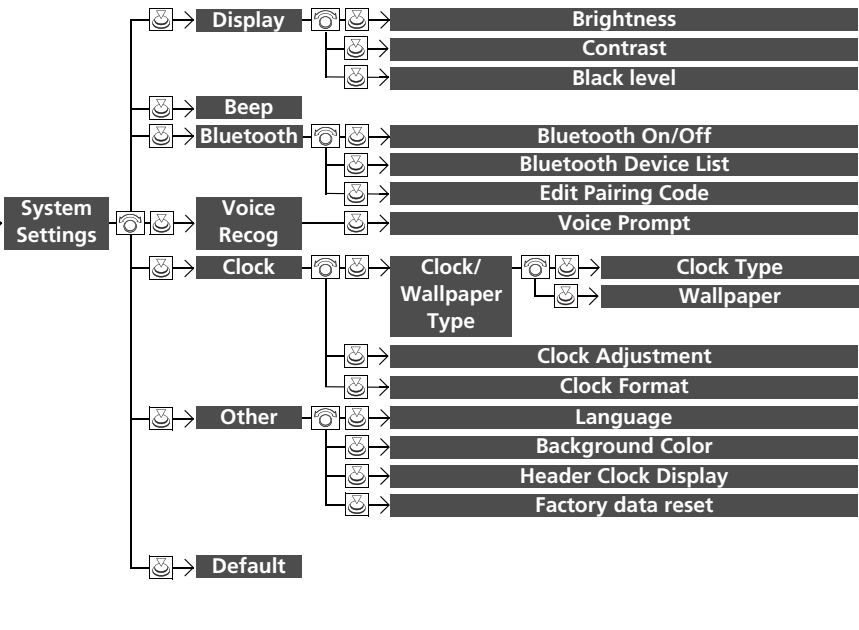 Display
Brightness
Contrast
Black level
Beep
Bluetooth
Bluetooth On/Off
Bluetooth Device List
Edit Pairing Code
System
Settings
Voice
Recog
Voice Prompt
Clock
Clock/
Wallpaper
Type
Clock Type
Wallpaper
Clock Adjustment
Clock Format
Other
Language
Background Color
Header Clock Display
Factory data reset
Default